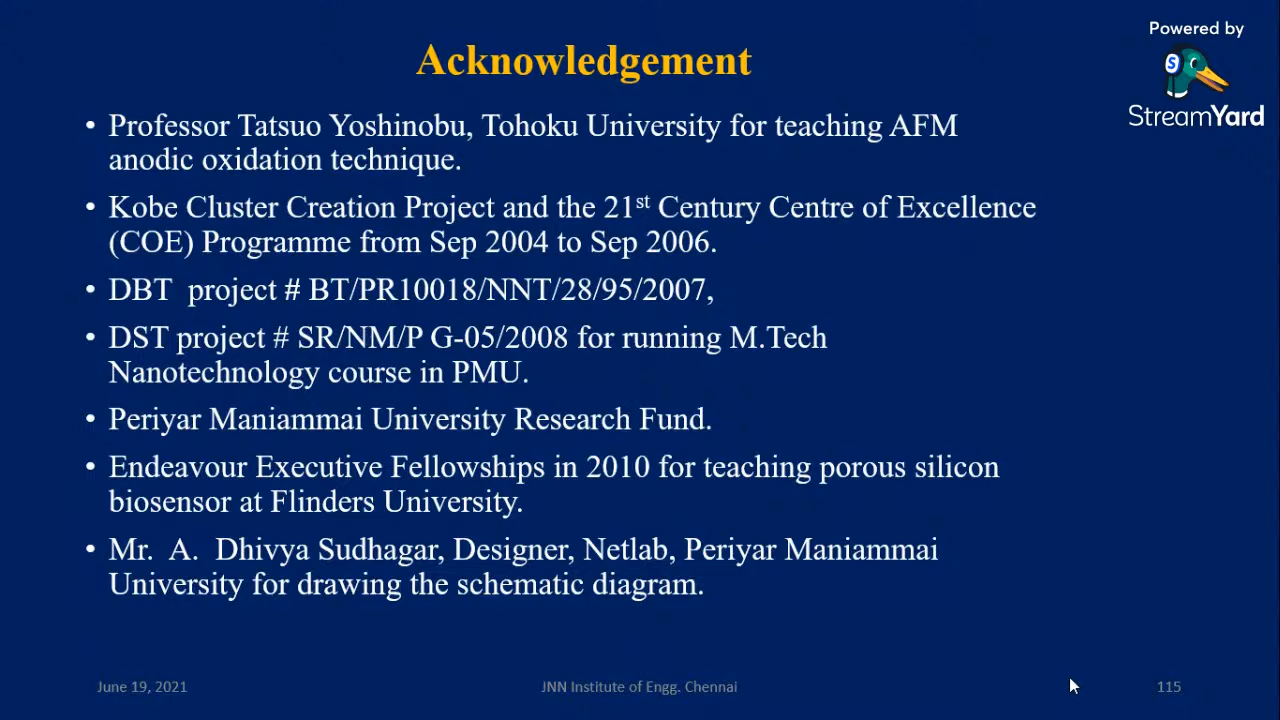 Powered by
StreamYard
Acknowledgement
• Professor Tatsuo Yoshinobu, Tohoku University for teaching AFM
anodic oxidation technique.
• Kobe Cluster Creation Project and the 21st Century Centre of Excellence
(COE) Programme from Sep 2004 to Sep 2006.
• DBT project # BT/PR10018/NNT/28/95/2007,
• DST project # SR/NM/P G-05/2008 for running M.Tech
Nanotechnology course in PMU.
• Periyar Maniammai University Research Fund.
• Endeavour Executive Fellowships in 2010 for teaching porous silicon
biosensor at Flinders University.
• Mr. A. Dhivya Sudhagar, Designer, Netlab, Periyar Maniammai
University for drawing the schematic diagram.
June 19, 2021
JNN Institute of Engg. Chennai
115